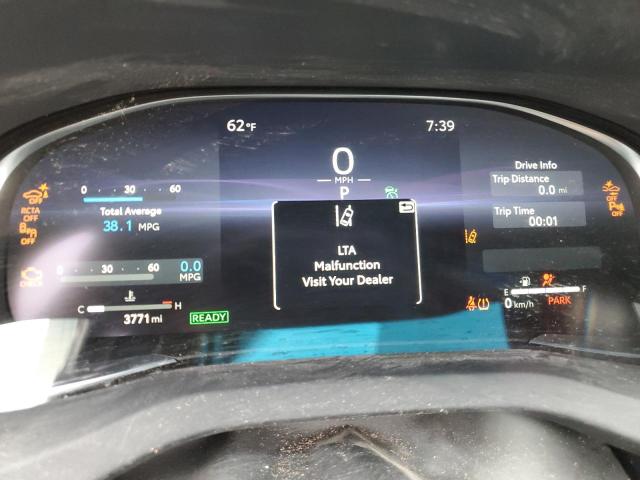 62°F
7:39
0
MPH
P
Drive Info
Trip Distance
0.0 mi
Trip Time
00:01
OFF
RCTA
OFF
OFF
OFF
OFF
0 30 60
Total Average
38.1 MPG
LTA
Malfunction
Visit Your Dealer
CHECK
0 30 60
0.0
MPG
C H
3771 mi
READY
E F
0 km/h
PARK